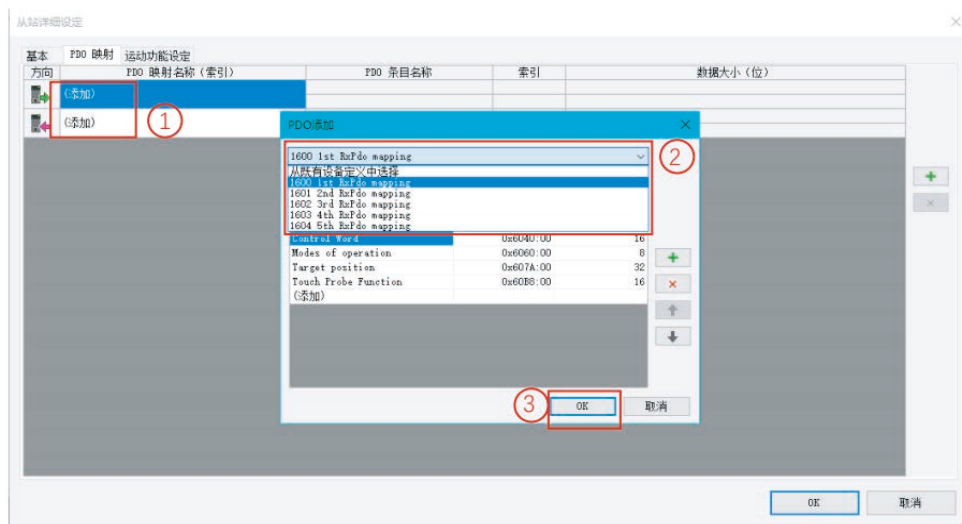 从站详细设定
基本 PDO 映射 运动功能设定
方向 PDO 映射名称（索引） PDO 条目名称 索引 数据大小（位）
(添加)
(添加)
①
PDO添加
1600 1st RxPdo mapping
②
从既有设备定义中选择
1600 1st RxPdo mapping
1601 2nd RxPdo mapping
1602 3rd RxPdo mapping
1603 4th RxPdo mapping
1604 5th RxPdo mapping
Control Word 0x6040:00 16
Modes of operation 0x6060:00 8
Target position 0x607A:00 32
Touch Probe Function 0x60B8:00 16
(添加)
③ OK 取消
OK 取消